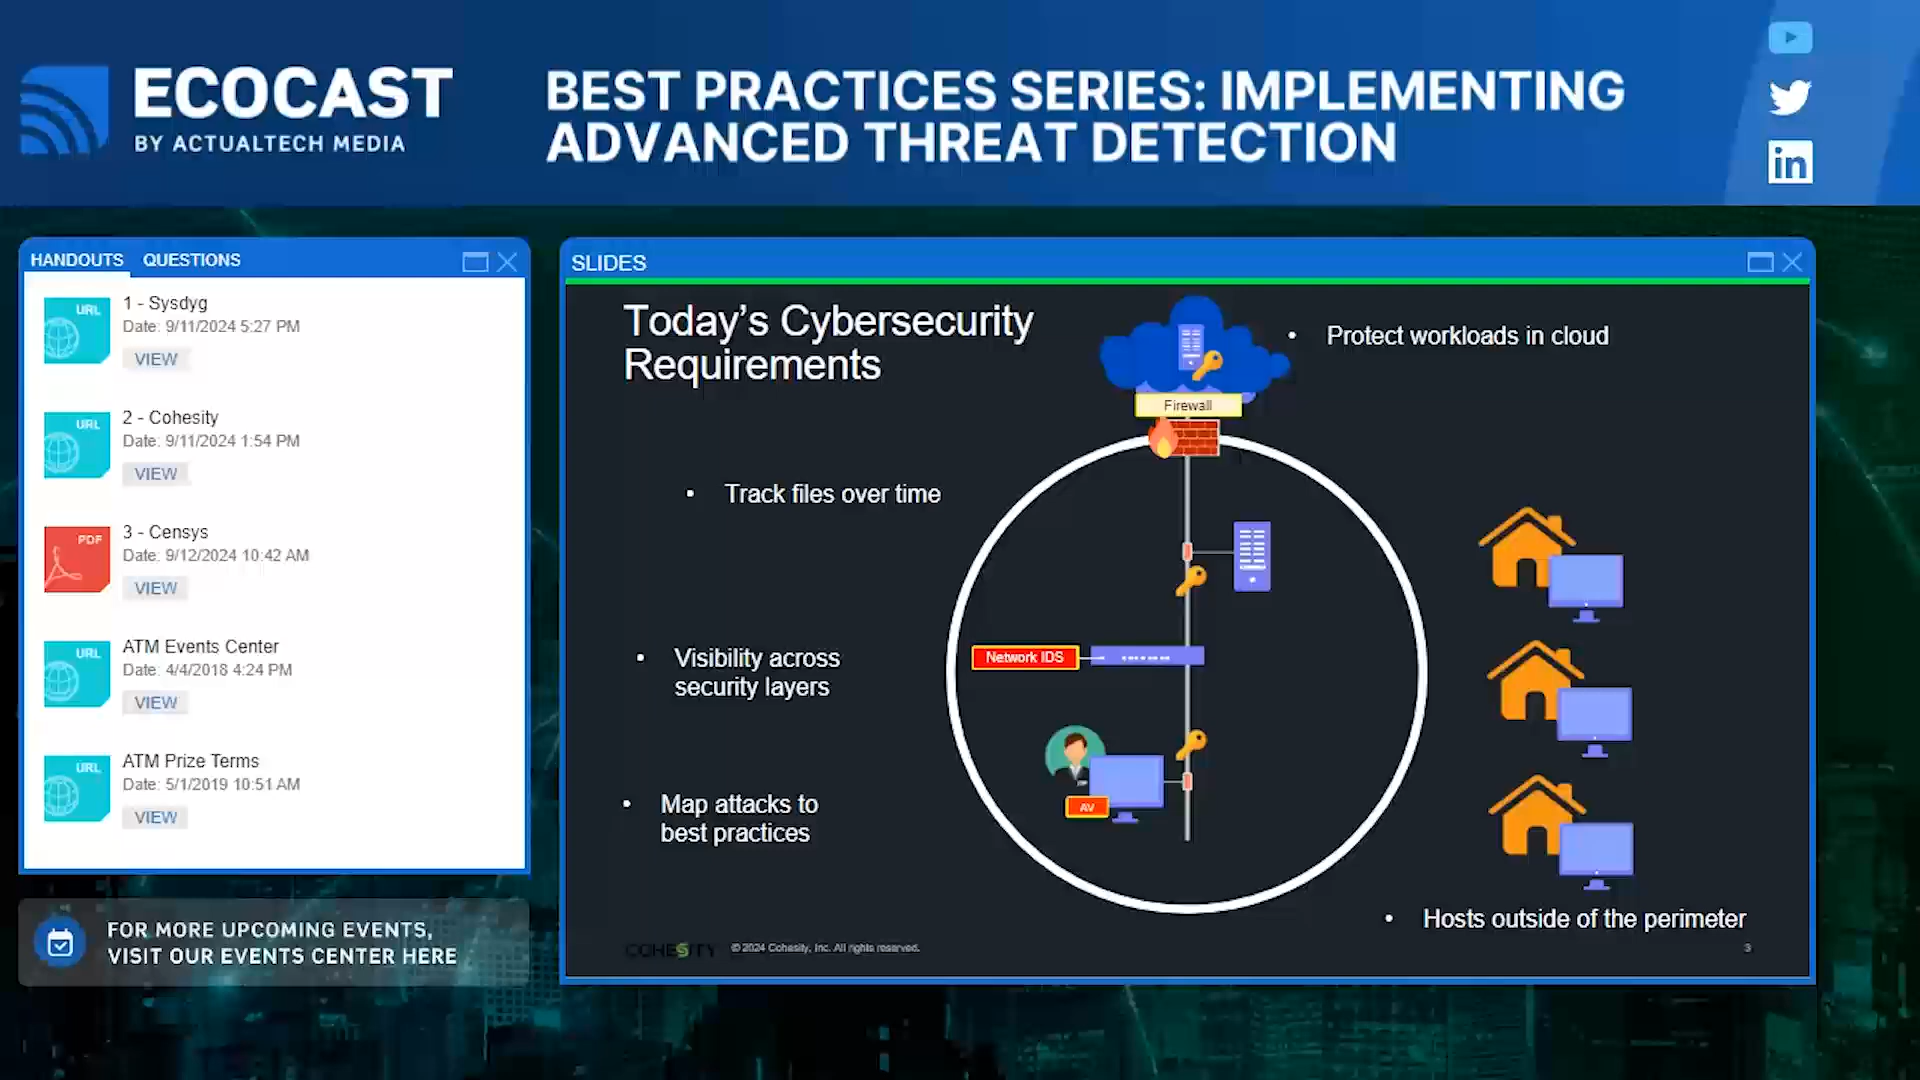 ECOCAST
BY ACTUALTECH MEDIA
BEST PRACTICES SERIES: IMPLEMENTING
ADVANCED THREAT DETECTION
in
HANDOUTS
QUESTIONS
URL
1 - Sysdyg
Date: 9/11/2024 5:27 PM
VIEW
URL
2 - Cohesity
Date: 9/11/2024 1:54 PM
VIEW
PDF
3 - Censys
Date: 9/12/2024 10:42 AM
VIEW
URL
ATM Events Center
Date: 4/4/2018 4:24 PM
VIEW
URL
ATM Prize Terms
Date: 5/1/2019 10:51 AM
VIEW
FOR MORE UPCOMING EVENTS,
VISIT OUR EVENTS CENTER HERE
SLIDES
Today’s Cybersecurity
Requirements
• Protect workloads in cloud
Firewall
• Track files over time
Network IDS
• Visibility across
security layers
AV
• Map attacks to
best practices
• Hosts outside of the perimeter
COHESITY
© 2024 Cohesity, Inc. All rights reserved.
3